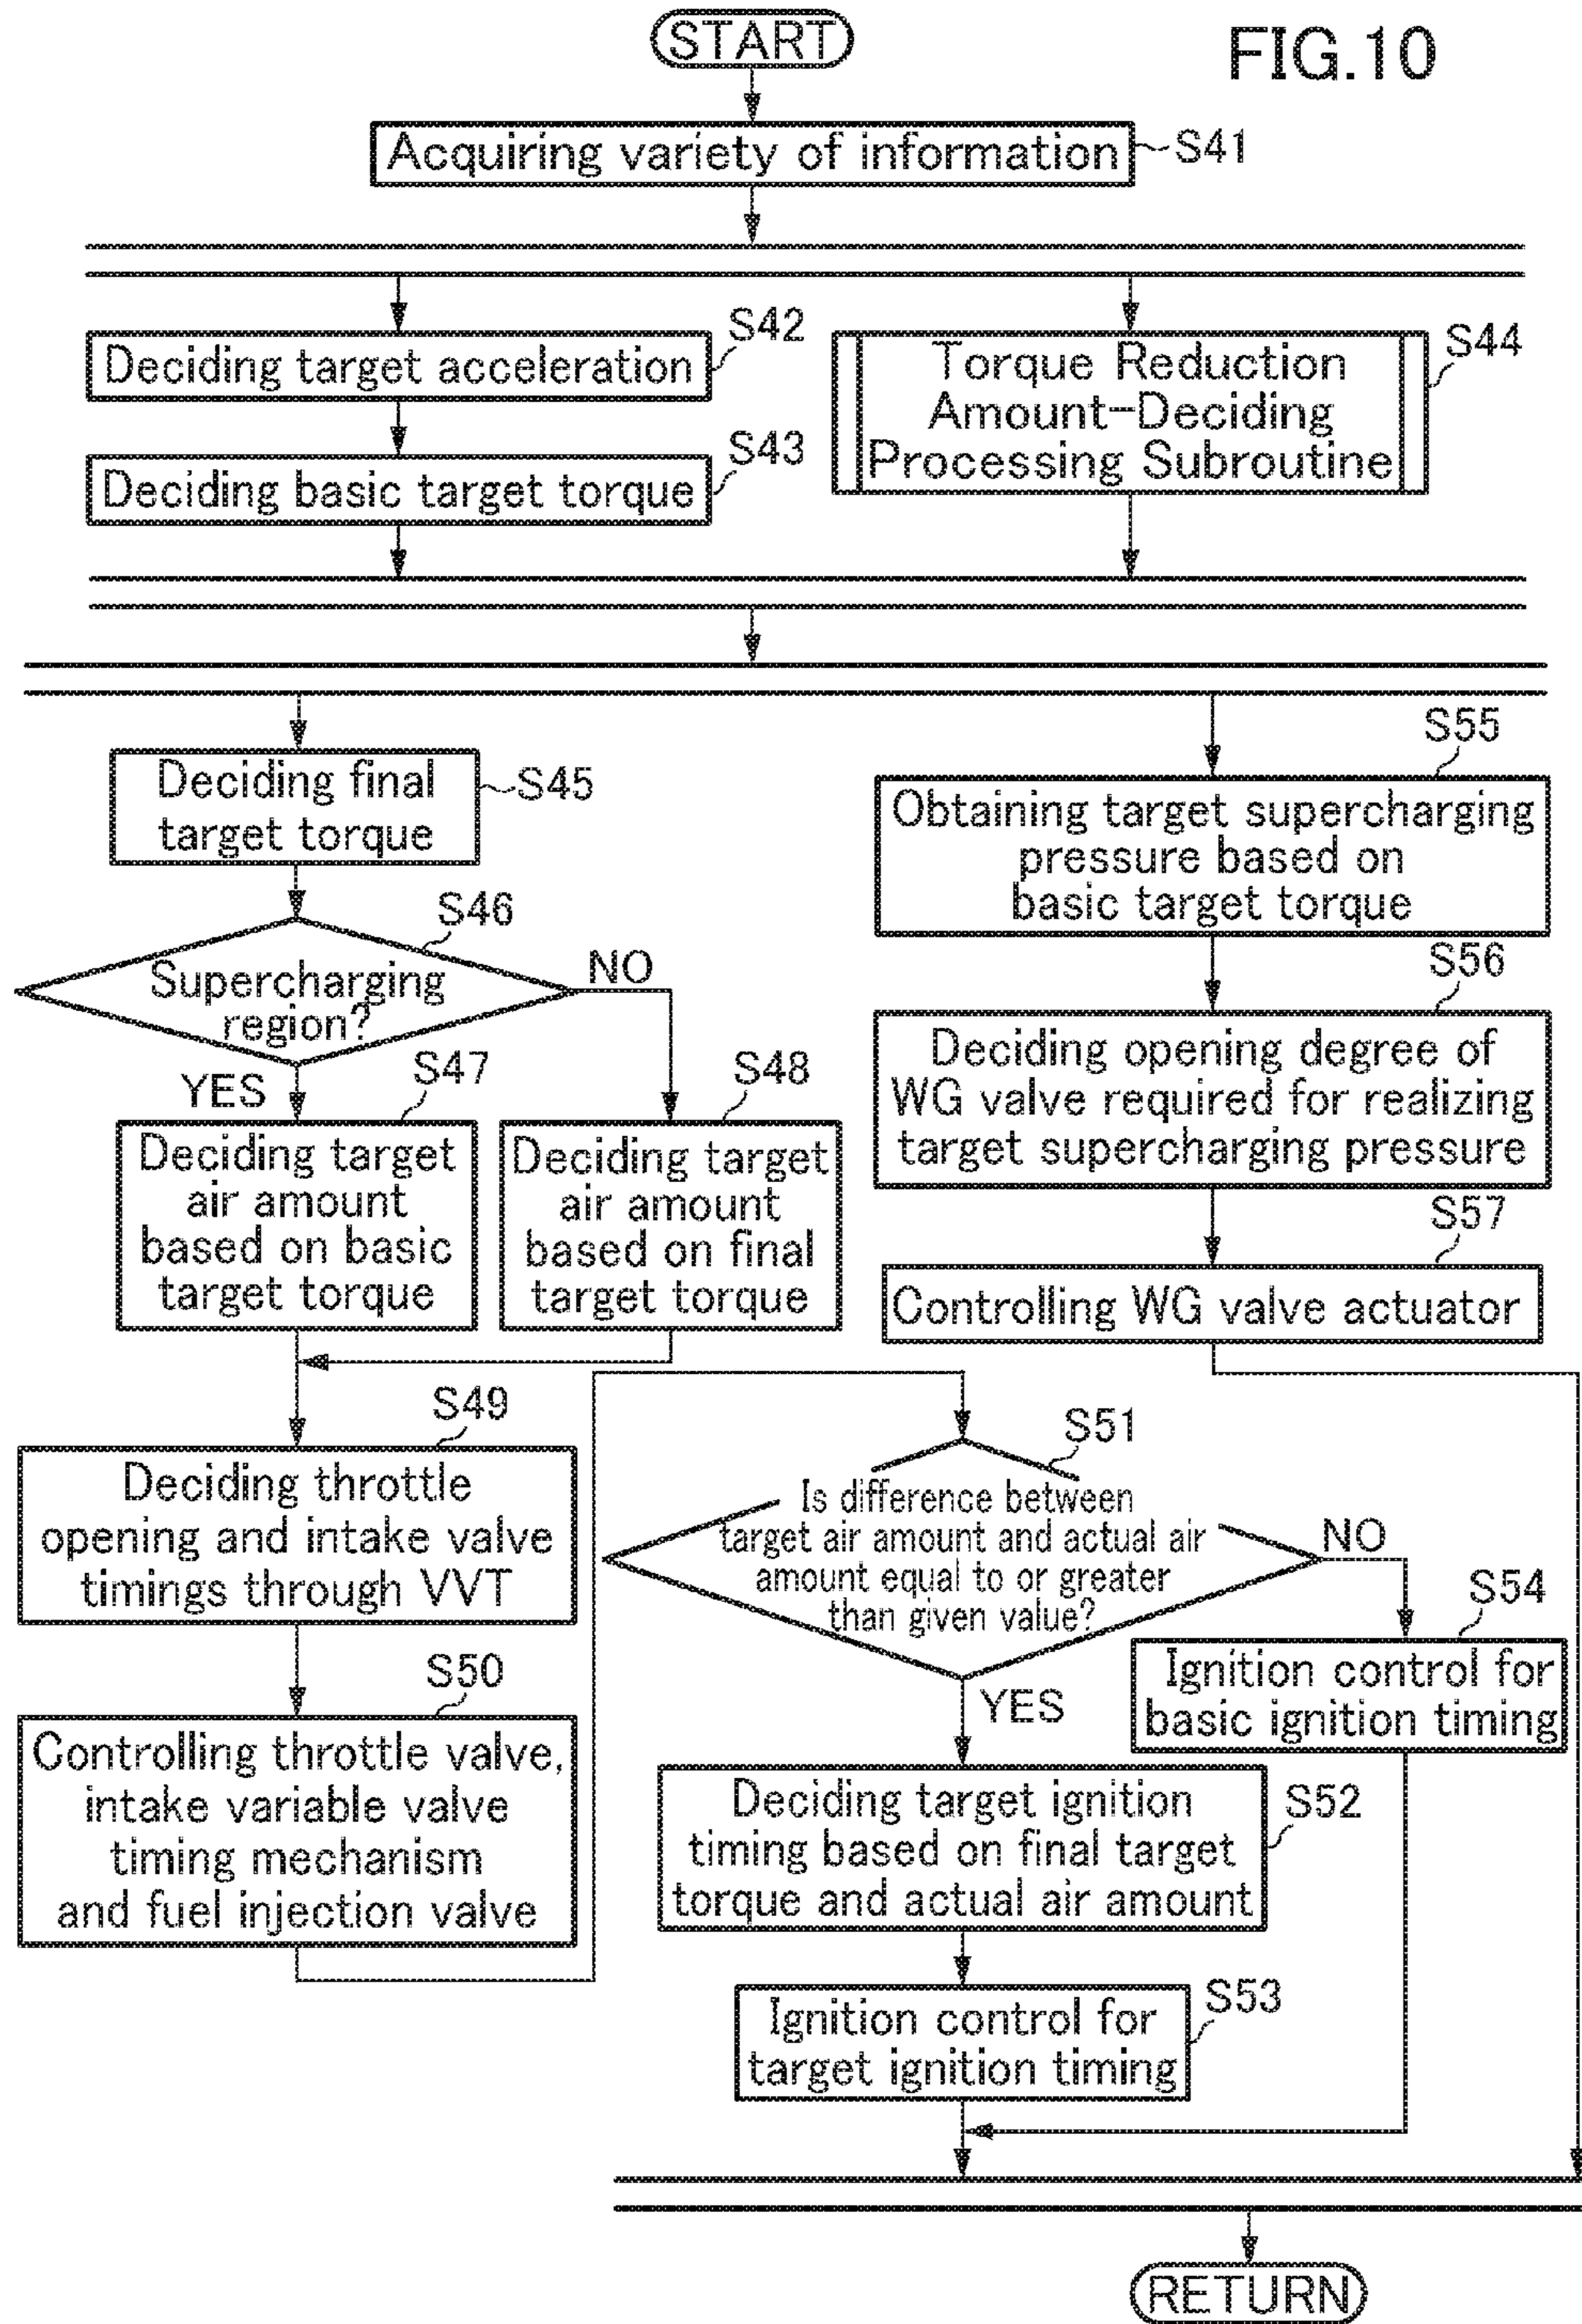 START
FIG.10
Acquiring variety of information
S41
Deciding target acceleration
S42
Deciding basic target torque
S43
Torque Reduction
Amount-Deciding
Processing Subroutine
S44
Deciding final
target torque
S45
Supercharging
region?
S46
NO
YES
S47
Deciding target
air amount
based on basic
target torque
S48
Deciding target
air amount
based on final
target torque
S49
Deciding throttle
opening and intake valve
timings through VVT
S50
Controlling throttle valve,
intake variable valve
timing mechanism
and fuel injection valve
S51
Is difference between
target air amount and actual air
amount equal to or greater
than given value?
NO
YES
S52
Deciding target ignition
timing based on final target
torque and actual air amount
S53
Ignition control for
target ignition timing
S54
Ignition control for
basic ignition timing
S55
Obtaining target supercharging
pressure based on
basic target torque
S56
Deciding opening degree of
WG valve required for realizing
target supercharging pressure
S57
Controlling WG valve actuator
RETURN